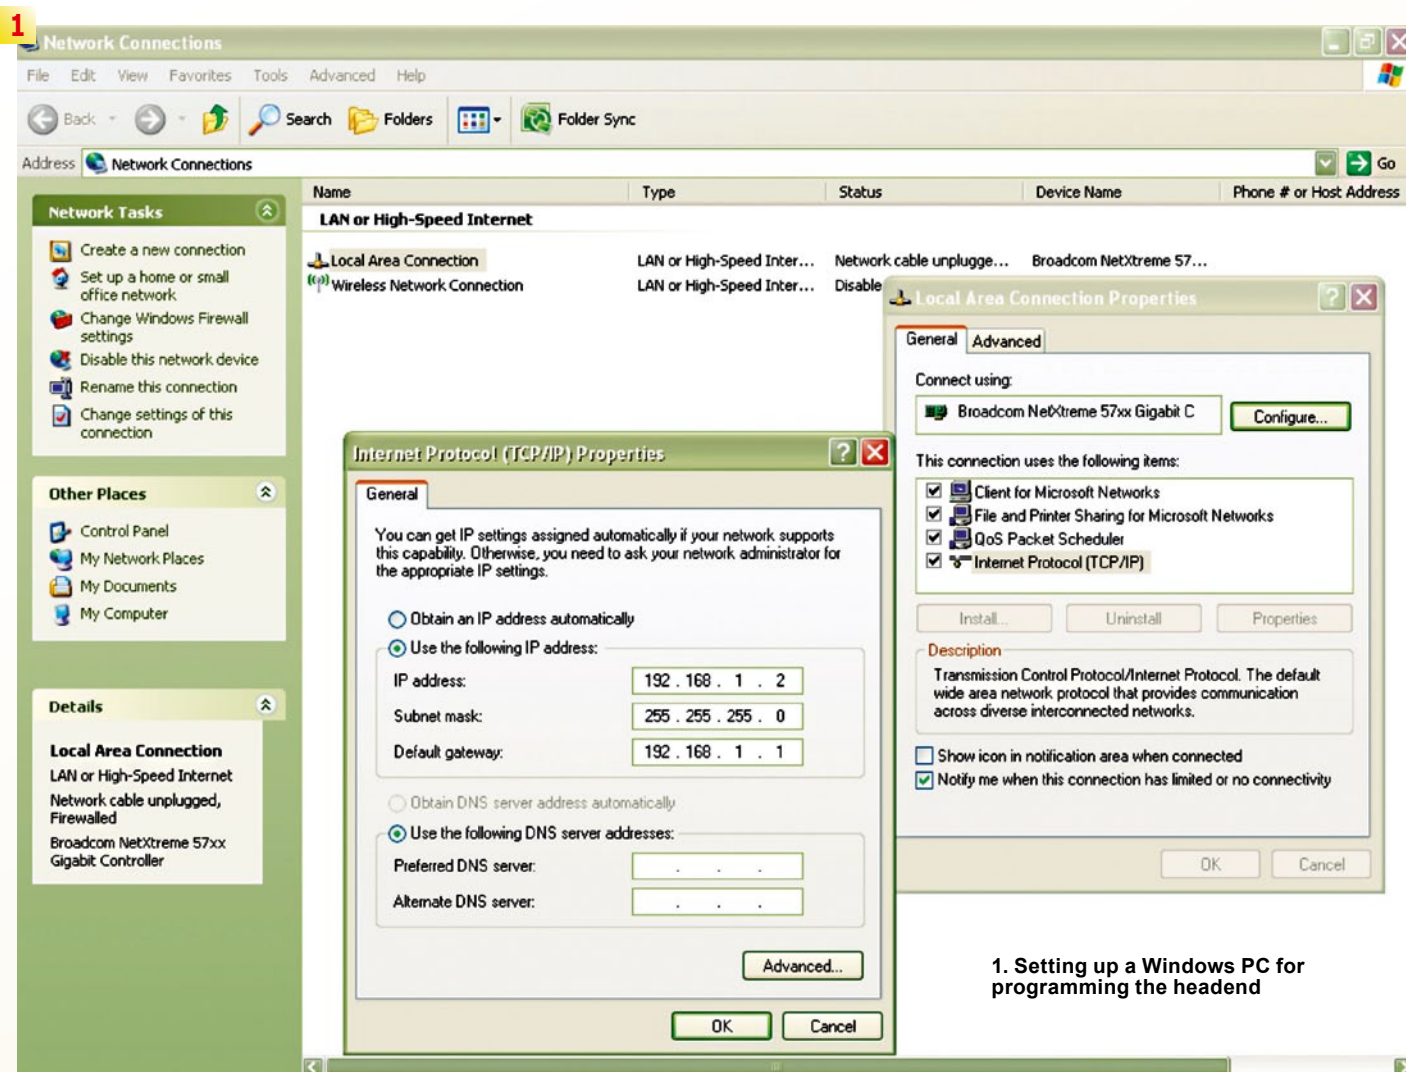 1
Network Connections
File Edit View Favorites Tools Advanced Help
Back Search Folders Folder Sync
Address Network Connections Go
Name Type Status Device Name Phone # or Host Address
LAN or High-Speed Internet
Local Area Connection LAN or High-Speed Inter... Network cable unplugge... Broadcom NetXtreme 57...
Wireless Network Connection LAN or High-Speed Inter... Disable
Network Tasks
Create a new connection
Set up a home or small
office network
Change Windows Firewall
settings
Disable this network device
Rename this connection
Change settings of this
connection
Other Places
Control Panel
My Network Places
My Documents
My Computer
Details
Local Area Connection
LAN or High-Speed Internet
Network cable unplugged,
Firewalled
Broadcom NetXtreme 57xx
Gigabit Controller
Internet Protocol (TCP/IP) Properties
General
You can get IP settings assigned automatically if your network supports
this capability. Otherwise, you need to ask your network administrator for
the appropriate IP settings.
Obtain an IP address automatically
Use the following IP address:
IP address: 192 . 168 . 1 . 2
Subnet mask: 255 . 255 . 255 . 0
Default gateway: 192 . 168 . 1 . 1
Obtain DNS server address automatically
Use the following DNS server addresses:
Preferred DNS server: . . .
Alternate DNS server: . . .
Advanced...
OK Cancel
Local Area Connection Properties
General Advanced
Connect using:
Broadcom NetXtreme 57xx Gigabit C Configure...
This connection uses the following items:
Client for Microsoft Networks
File and Printer Sharing for Microsoft Networks
QoS Packet Scheduler
Internet Protocol (TCP/IP)
Install... Uninstall Properties
Description
Transmission Control Protocol/Internet Protocol. The default
wide area network protocol that provides communication
across diverse interconnected networks.
Show icon in notification area when connected
Notify me when this connection has limited or no connectivity
OK Cancel
1. Setting up a Windows PC for
programming the headend